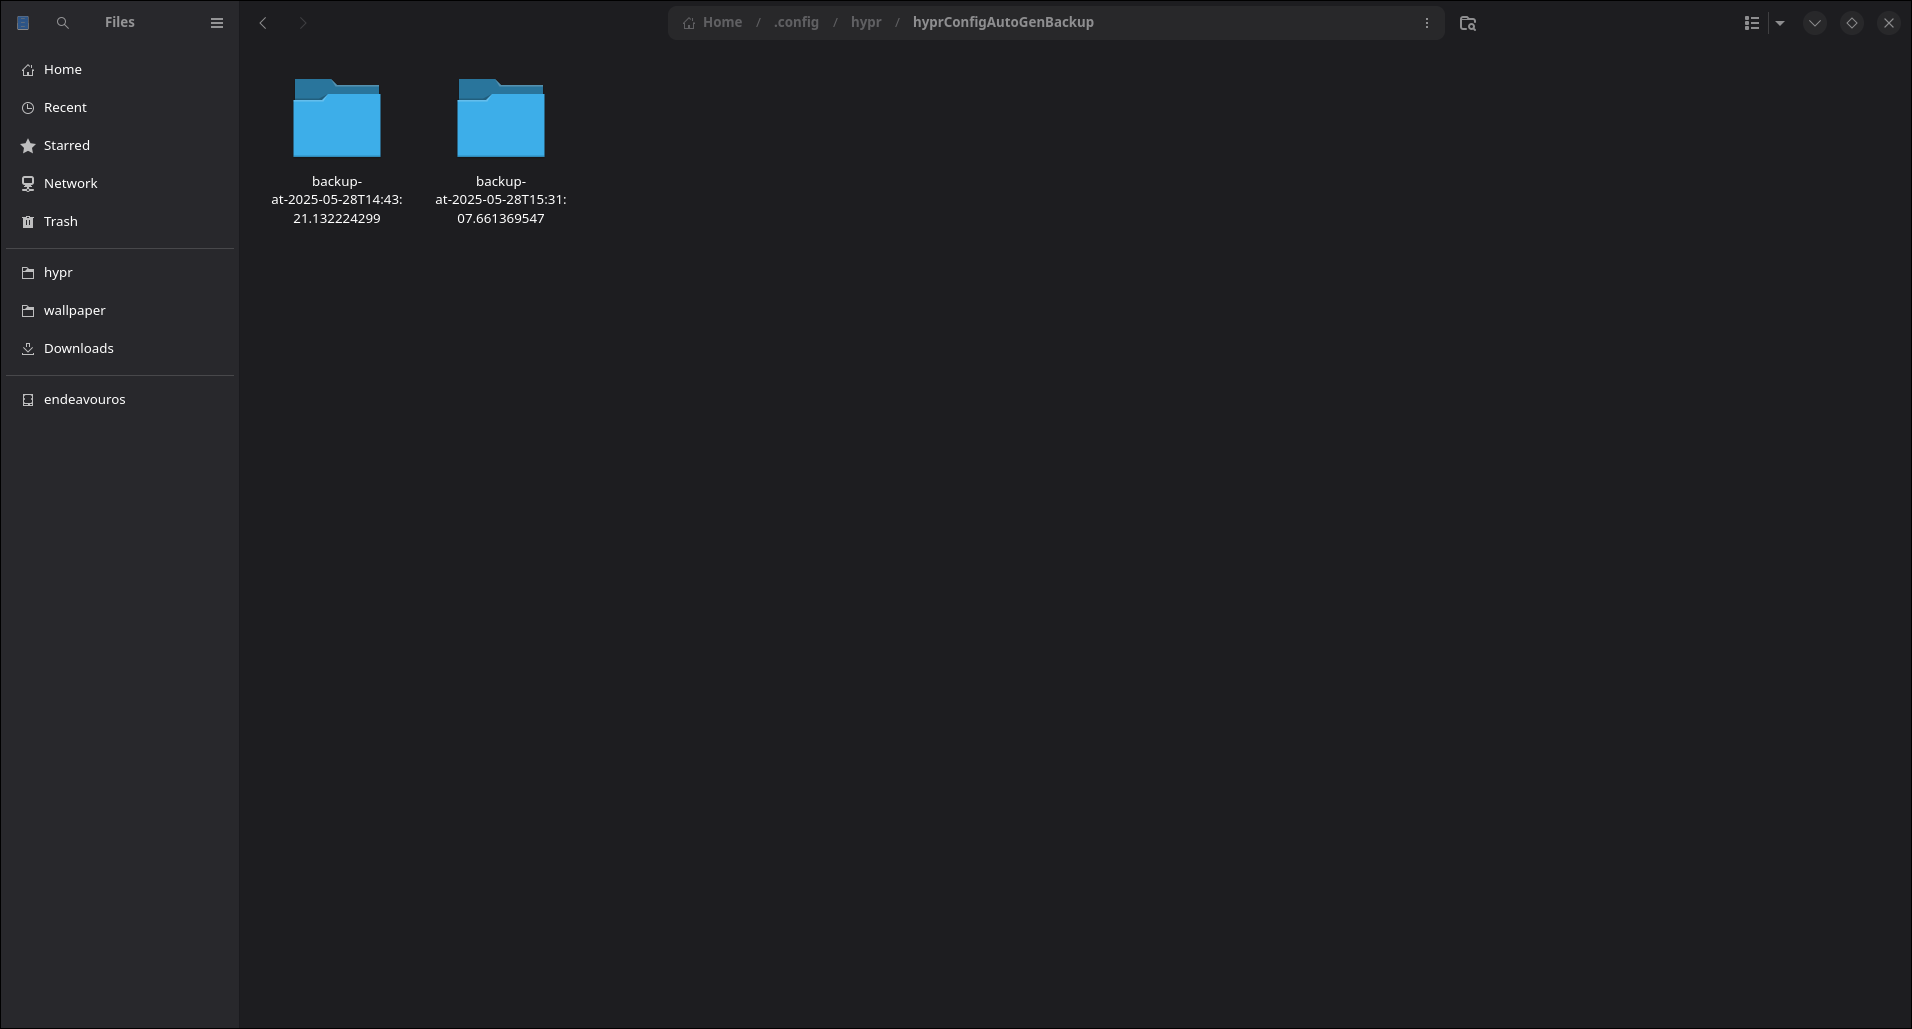 Files
Home / .config / hypr / hyprConfigAutoGenBackup
Home
Recent
Starred
Network
Trash
hypr
wallpaper
Downloads
endeavouros
backup-
at-2025-05-28T14:43:
21.132224299
backup-
at-2025-05-28T15:31:
07.661369547